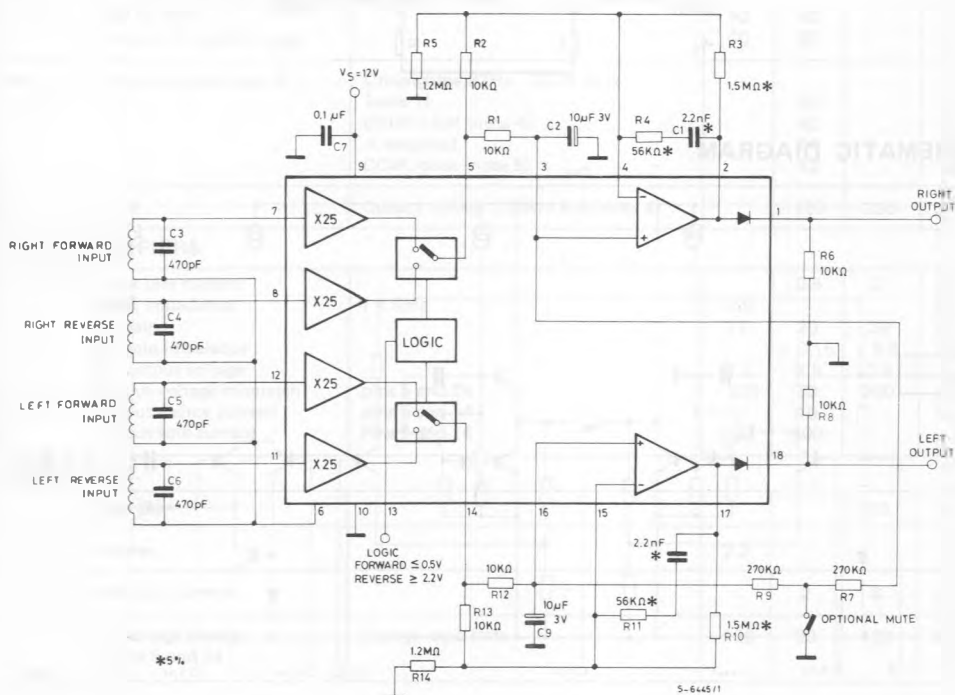 R5
1.2MΩ
R2
10KΩ
R3
1.5MΩ*
VS=12V
0,1 µF
C7
R1
10KΩ
C2
10µF 3V
R4
56KΩ*
2.2nF
C1 *
9
5
3
4
2
EMATIC DIAGRAM
RIGHT FORWARD
INPUT
C3
470pF
7
X25
1
RIGHT
OUTPUT
R6
10KΩ
RIGHT REVERSE
INPUT
C4
470pF
8
X25
LOGIC
LEFT FORWARD
INPUT
C5
470pF
12
X25
10KΩ
R8
LEFT REVERSE
INPUT
C6
470pF
11
X25
18
LEFT
OUTPUT
6
10
13
14
16
15
17
LOGIC
FORWARD ≤ 0.5V
REVERSE ≥ 2.2V
2.2nF
*
10KΩ
R12
R13
10KΩ
10µF
3V
C9
56KΩ*
R11
270KΩ
R9
270KΩ
R7
1.5MΩ*
R10
OPTIONAL MUTE
1.2MΩ
R14
*5%
S-6445/1